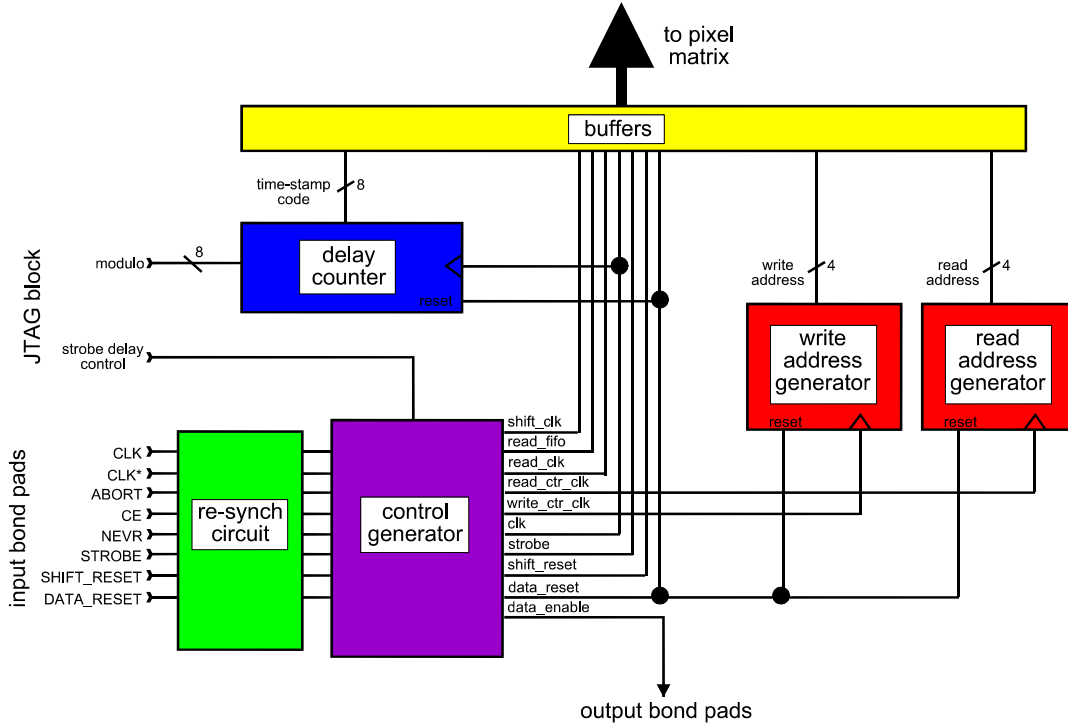 to pixel
matrix
buffers
time-stamp
code
8
modulo
8
delay
counter
reset
write
address
4
read
address
4
JTAG block
strobe delay
control
write
address
generator
reset
read
address
generator
reset
input bond pads
CLK
CLK*
ABORT
CE
NEVR
STROBE
SHIFT_RESET
DATA_RESET
re-synch
circuit
control
generator
shift_clk
read_fifo
read_clk
read_ctr_clk
write_ctr_clk
clk
strobe
shift_reset
data_reset
data_enable
output bond pads